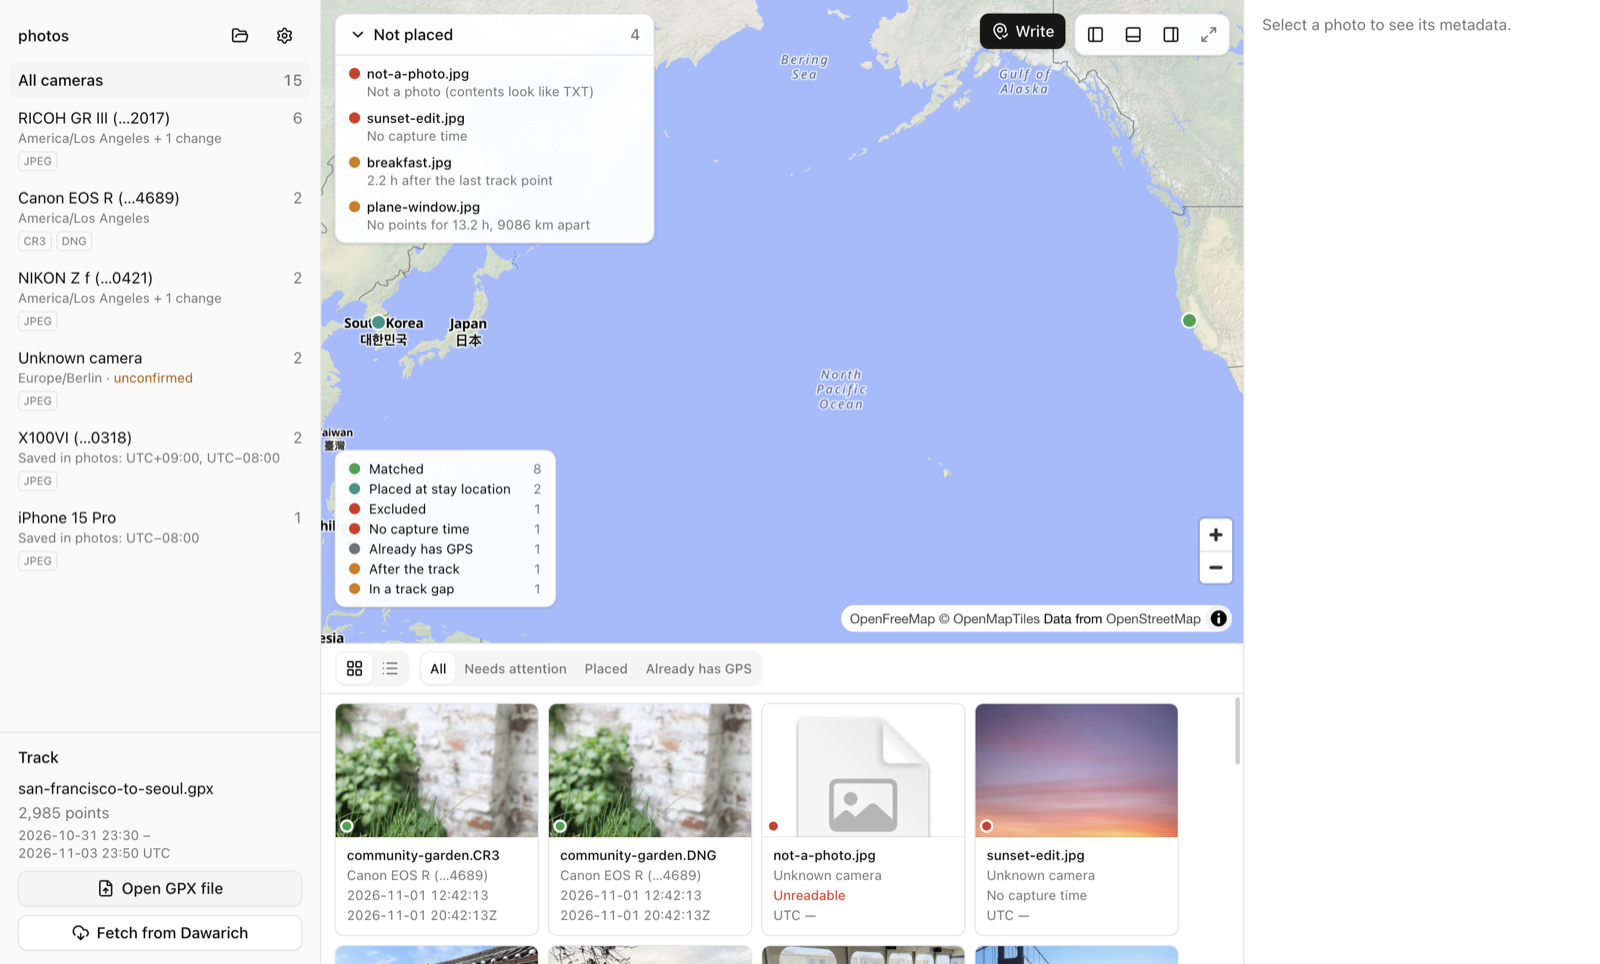 photos
All cameras 15
RICOH GR III (...2017) 6
America/Los Angeles + 1 change
JPEG
Canon EOS R (...4689) 2
America/Los Angeles
CR3 DNG
NIKON Z f (...0421) 2
America/Los Angeles + 1 change
JPEG
Unknown camera 2
Europe/Berlin · unconfirmed
JPEG
X100VI (...0318) 2
Saved in photos: UTC+09:00, UTC−08:00
JPEG
iPhone 15 Pro 1
Saved in photos: UTC−08:00
JPEG
Track
san-francisco-to-seoul.gpx
2,985 points
2026-10-31 23:30 –
2026-11-03 23:50 UTC
Open GPX file
Fetch from Dawarich
Not placed 4
not-a-photo.jpg
Not a photo (contents look like TXT)
sunset-edit.jpg
No capture time
breakfast.jpg
2.2 h after the last track point
plane-window.jpg
No points for 13.2 h, 9086 km apart
Write
Bering
Sea
Gulf of
Alaska
South Korea
대한민국
Japan
日本
North
Pacific
Ocean
aiwan
臺灣
hil
esia
Matched 8
Placed at stay location 2
Excluded 1
No capture time 1
Already has GPS 1
After the track 1
In a track gap 1
+
−
OpenFreeMap © OpenMapTiles Data from OpenStreetMap
All Needs attention Placed Already has GPS
community-garden.CR3
Canon EOS R (...4689)
2026-11-01 12:42:13
2026-11-01 20:42:13Z
community-garden.DNG
Canon EOS R (...4689)
2026-11-01 12:42:13
2026-11-01 20:42:13Z
not-a-photo.jpg
Unknown camera
Unreadable
UTC —
sunset-edit.jpg
Unknown camera
No capture time
UTC —
Select a photo to see its metadata.